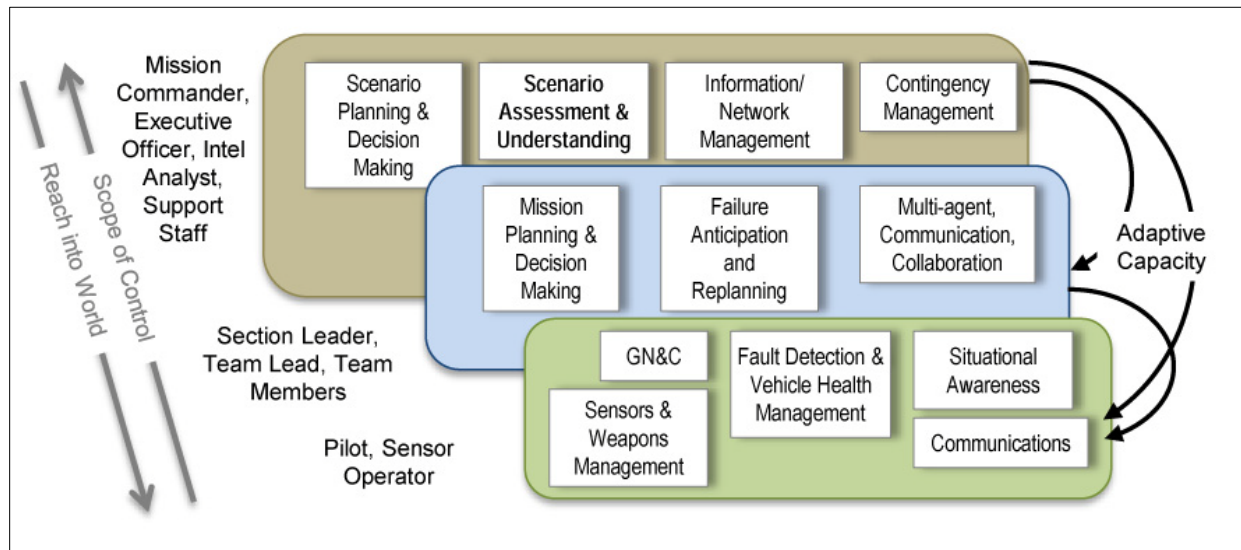 Mission
Commander,
Executive
Officer, Intel
Analyst,
Support
Staff
Scenario
Planning &
Decision
Making
Scenario
Assessment &
Understanding
Information/
Network
Management
Contingency
Management
Reach into World
Scope of Control
Mission
Planning &
Decision
Making
Failure
Anticipation
and
Replanning
Multi-agent,
Communication,
Collaboration
Adaptive
Capacity
Section Leader,
Team Lead, Team
Members
GN&C
Fault Detection &
Vehicle Health
Management
Situational
Awareness
Sensors &
Weapons
Management
Communications
Pilot, Sensor
Operator